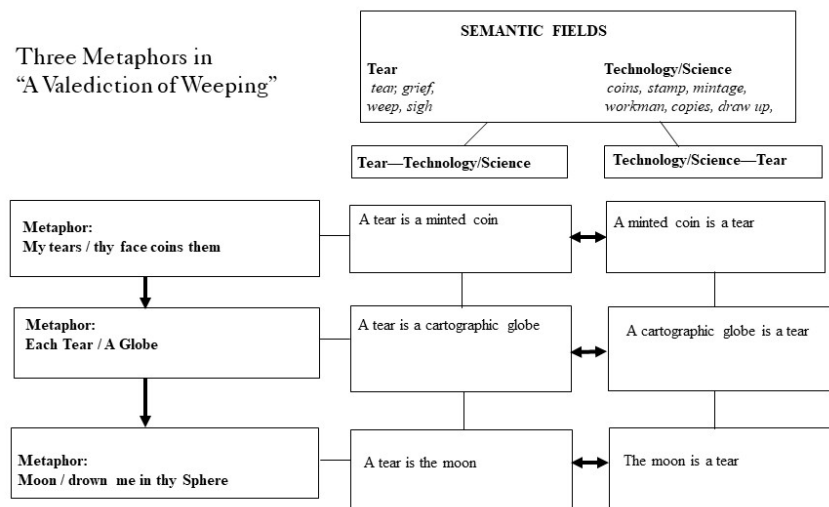 Three Metaphors in
“A Valediction of Weeping”
SEMANTIC FIELDS
Tear
tear, grief,
weep, sigh
Technology/Science
coins, stamp, mintage,
workman, copies, draw up,
Tear—Technology/Science
Technology/Science—Tear
Metaphor:
My tears / thy face coins them
A tear is a minted coin
A minted coin is a tear
Metaphor:
Each Tear / A Globe
A tear is a cartographic globe
A cartographic globe is a tear
Metaphor:
Moon / drown me in thy Sphere
A tear is the moon
The moon is a tear